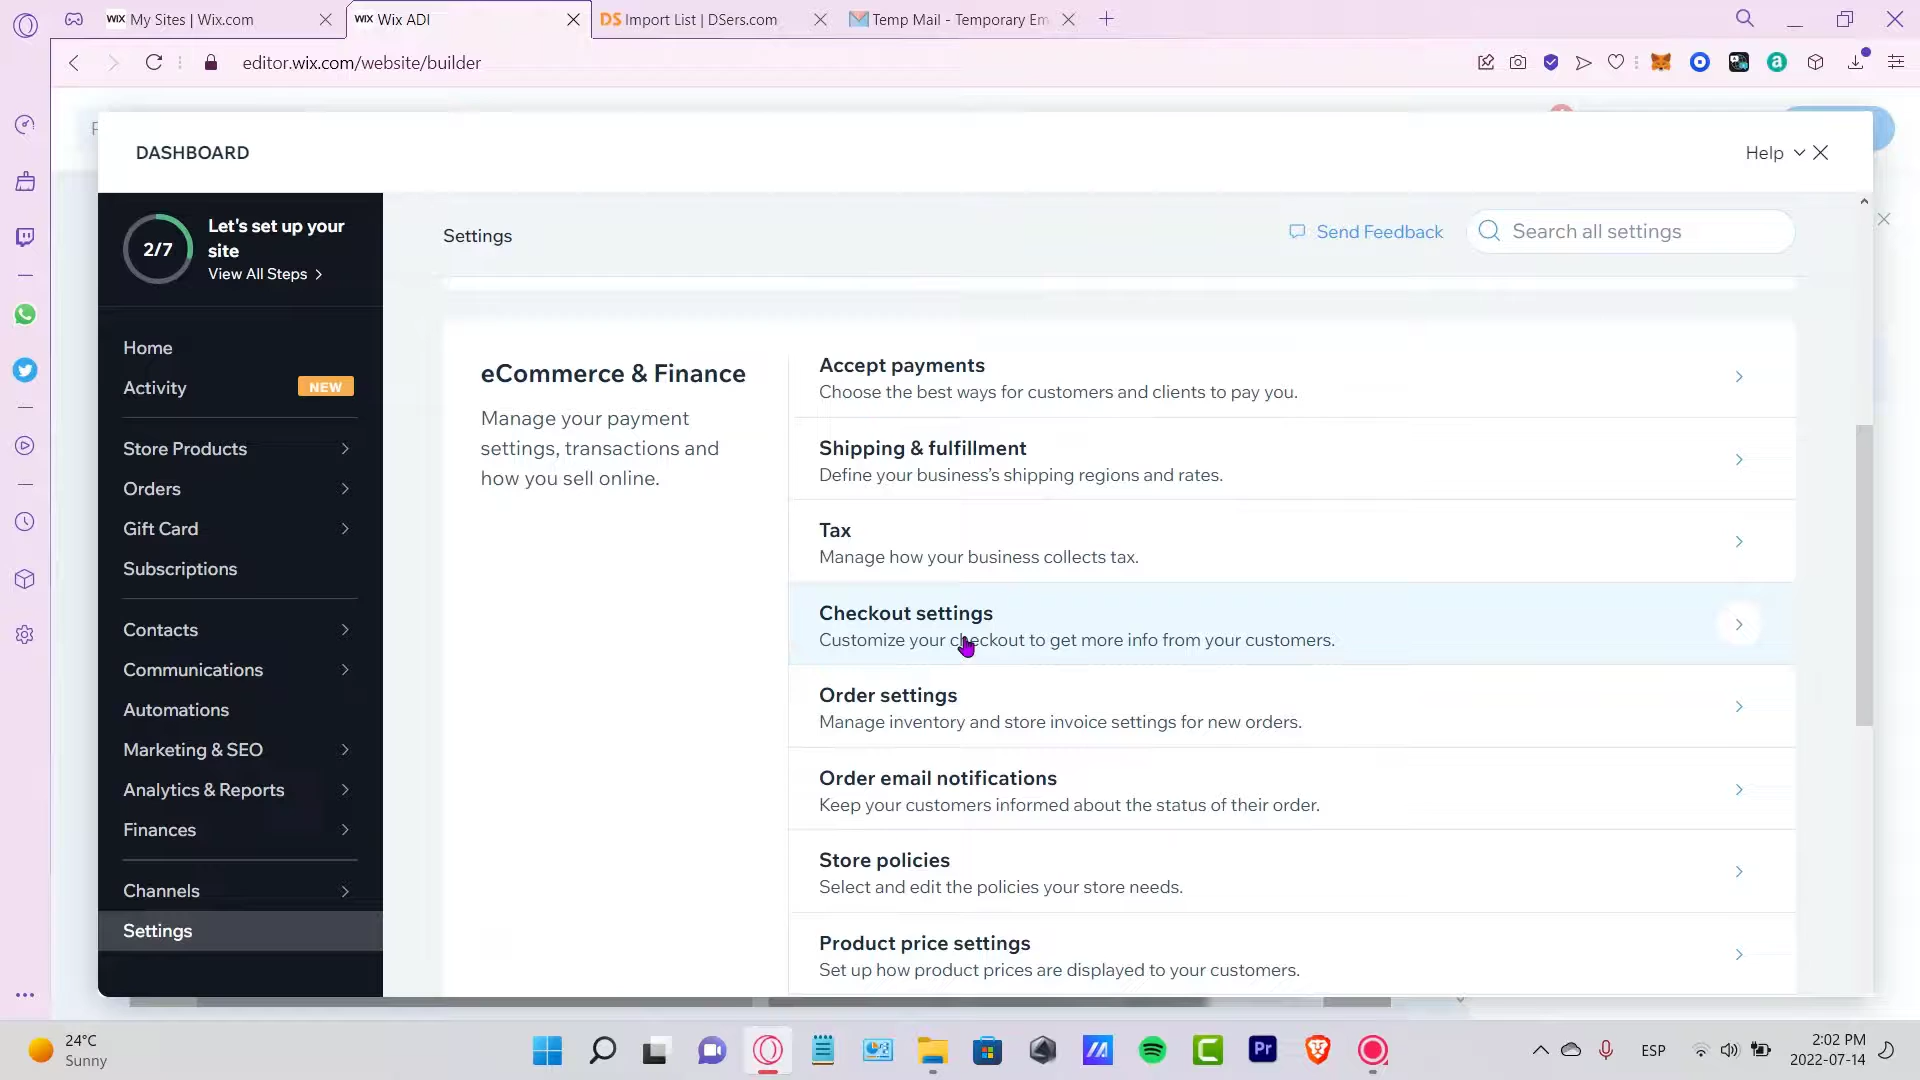 WIX My Sites | Wix.com
WIX Wix ADI
DS Import List | DSers.com
Temp Mail - Temporary Em
editor.wix.com/website/builder
DASHBOARD
Help
2/7
Let's set up your
site
View All Steps
Settings
Send Feedback
Search all settings
Home
Activity
NEW
Store Products
Orders
Gift Card
Subscriptions
Contacts
Communications
Automations
Marketing & SEO
Analytics & Reports
Finances
Channels
Settings
eCommerce & Finance
Manage your payment
settings, transactions and
how you sell online.
Accept payments
Choose the best ways for customers and clients to pay you.
Shipping & fulfillment
Define your business's shipping regions and rates.
Tax
Manage how your business collects tax.
Checkout settings
Customize your checkout to get more info from your customers.
Order settings
Manage inventory and store invoice settings for new orders.
Order email notifications
Keep your customers informed about the status of their order.
Store policies
Select and edit the policies your store needs.
Product price settings
Set up how product prices are displayed to your customers.
24°C
Sunny
Pr
ESP
2:02 PM
2022-07-14